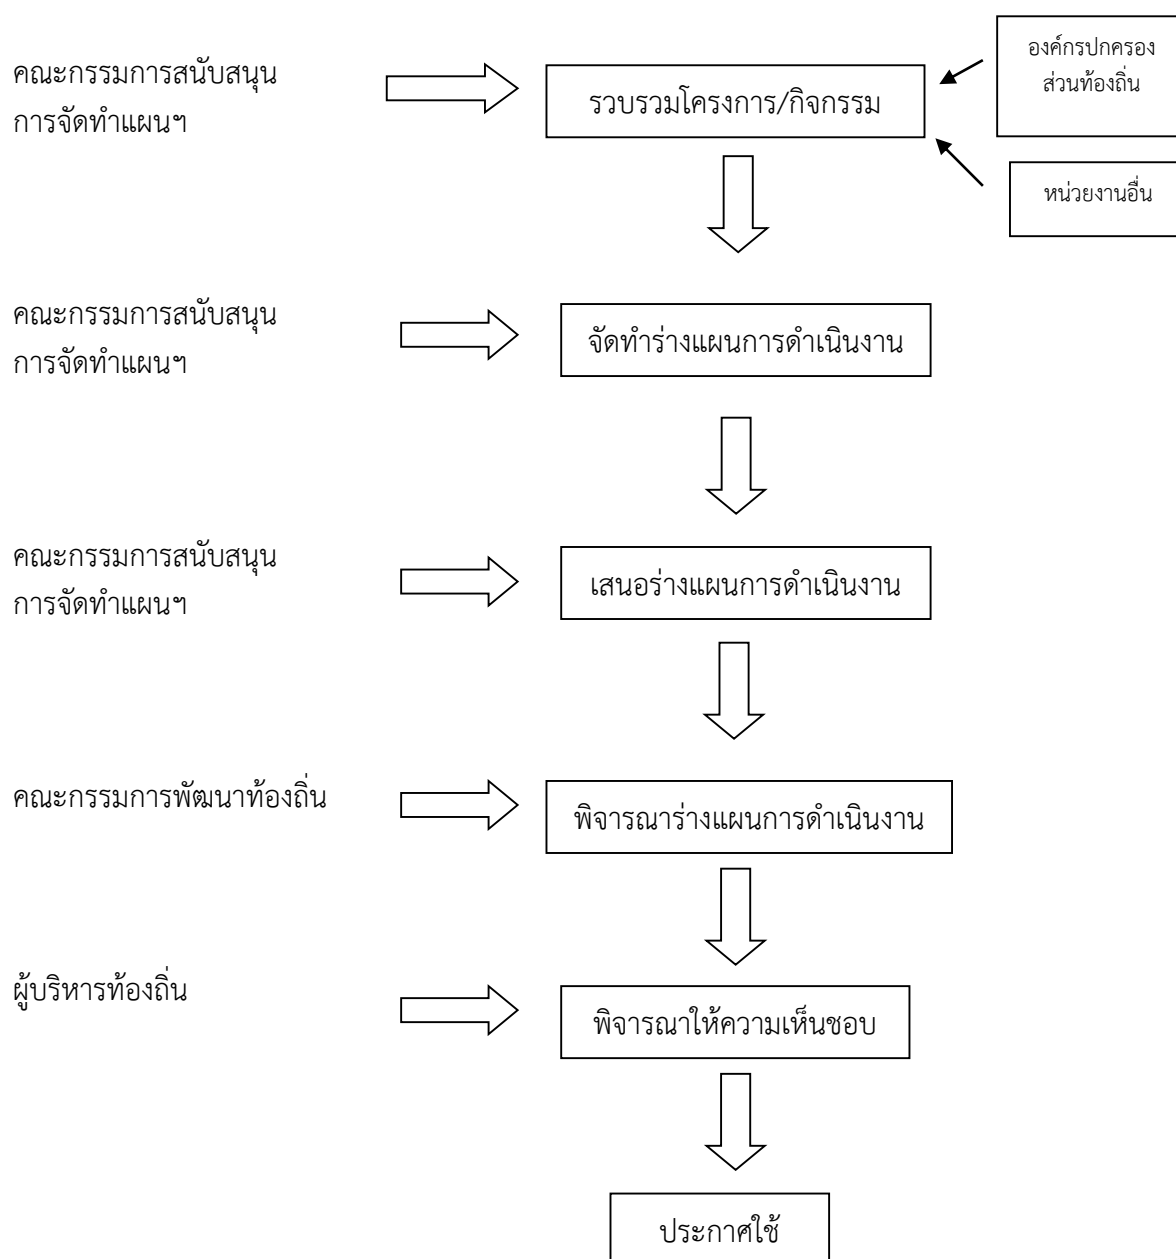 คณะกรรมการสนับสนุน
การจัดทำแผนฯ
รวบรวมโครงการ/กิจกรรม
องค์กรปกครอง
ส่วนท้องถิ่น
หน่วยงานอื่น
คณะกรรมการสนับสนุน
การจัดทำแผนฯ
จัดทำร่างแผนการดำเนินงาน
คณะกรรมการสนับสนุน
การจัดทำแผนฯ
เสนอร่างแผนการดำเนินงาน
คณะกรรมการพัฒนาท้องถิ่น
พิจารณาร่างแผนการดำเนินงาน
ผู้บริหารท้องถิ่น
พิจารณาให้ความเห็นชอบ
ประกาศใช้